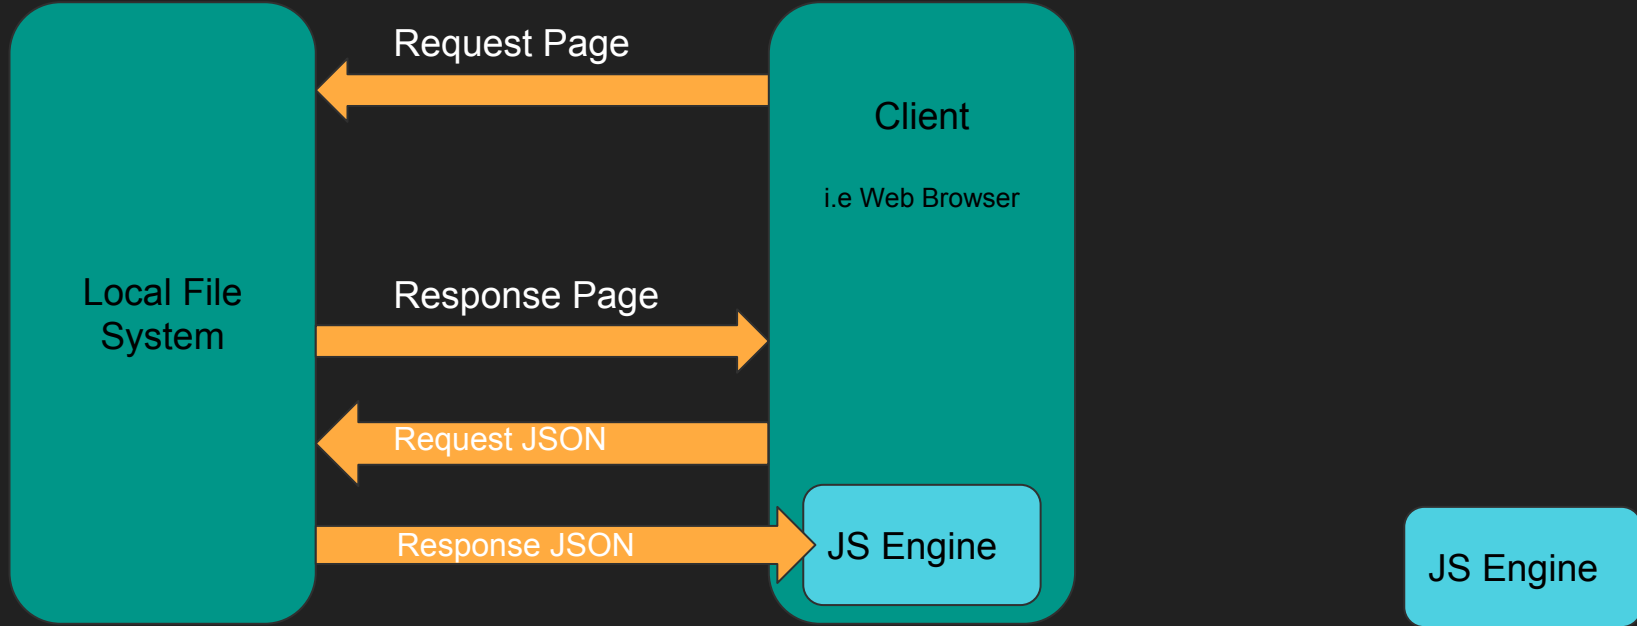 Request Page
Client
i.e Web Browser
Local File
System
Response Page
Request JSON
Response JSON
JS Engine
JS Engine